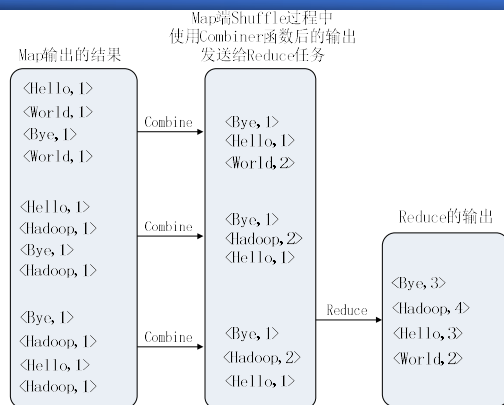 Map端Shuffle过程中
使用Combiner函数后的输出
发送给Reduce任务
Map输出的结果
<Hello,1>
<World,1>
<Bye,1>
<World,1>
<Hello,1>
<Hadoop,1>
<Bye,1>
<Hadoop,1>
<Bye,1>
<Hadoop,1>
<Hello,1>
<Hadoop,1>
Combine
Combine
Combine
<Bye,1>
<Hello,1>
<World,2>
<Bye,1>
<Hadoop,2>
<Hello,1>
<Bye,1>
<Hadoop,2>
<Hello,1>
Reduce
Reduce的输出
<Bye,3>
<Hadoop,4>
<Hello,3>
<World,2>